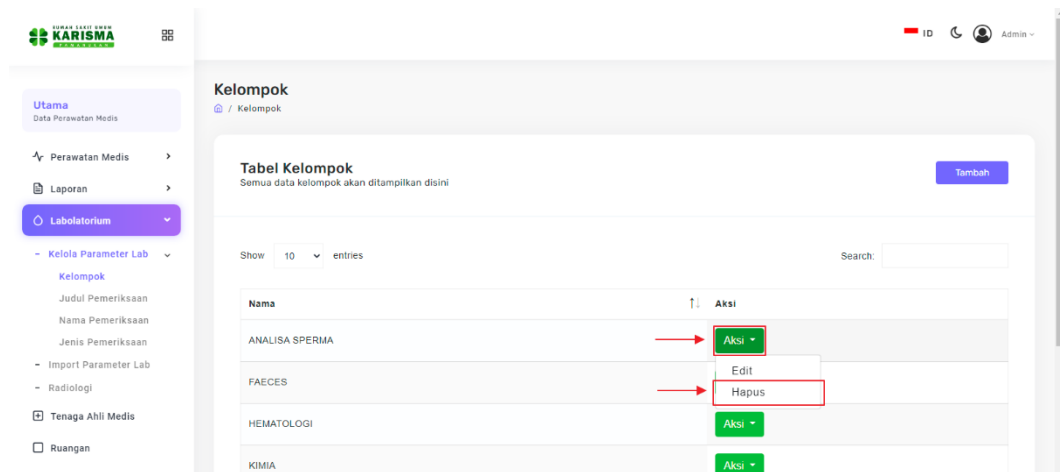 RUMAH SAKIT UMUM
KARISMA
ID
Admin
Kelompok
/ Kelompok
Utama
Data Perawatan Medis
Perawatan Medis
Laporan
Labolatorium
- Kelola Parameter Lab
Kelompok
Judul Pemeriksaan
Nama Pemeriksaan
Jenis Pemeriksaan
- Import Parameter Lab
- Radiologi
Tenaga Ahli Medis
Ruangan
Tabel Kelompok
Semua data kelompok akan ditampilkan disini
Tambah
Show 10 entries
Search:
Nama Aksi
ANALISA SPERMA Aksi
Edit
FAECES
Hapus
HEMATOLOGI Aksi
KIMIA Aksi